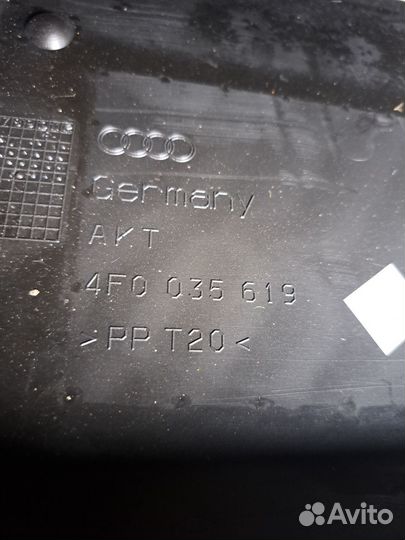 Germany
AKT
4F0 035 619
>PP T20<
Avito